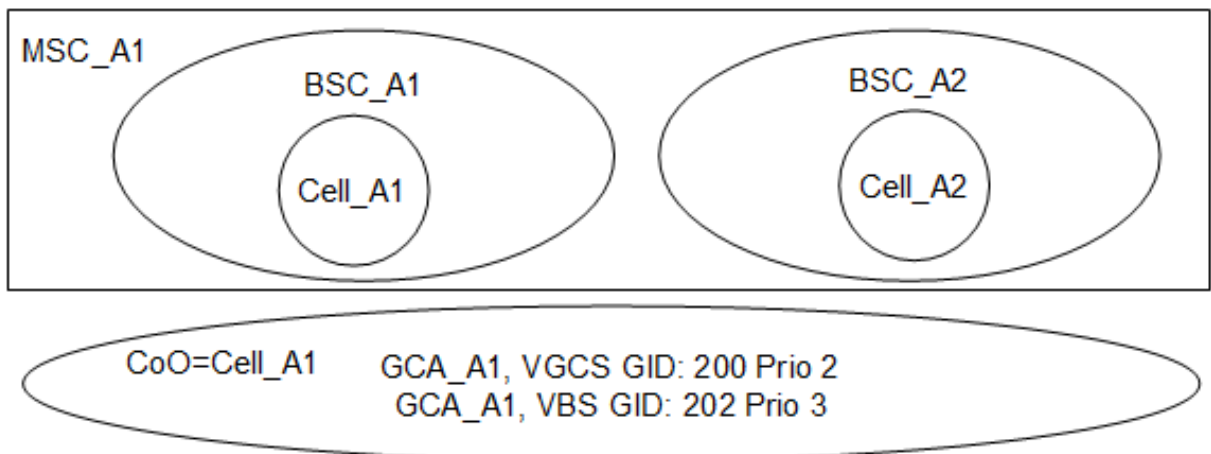 MSC_A1
BSC_A1
BSC_A2
Cell_A1
Cell_A2
CoO=Cell_A1
GCA_A1, VGCS GID: 200 Prio 2
GCA_A1, VBS GID: 202 Prio 3